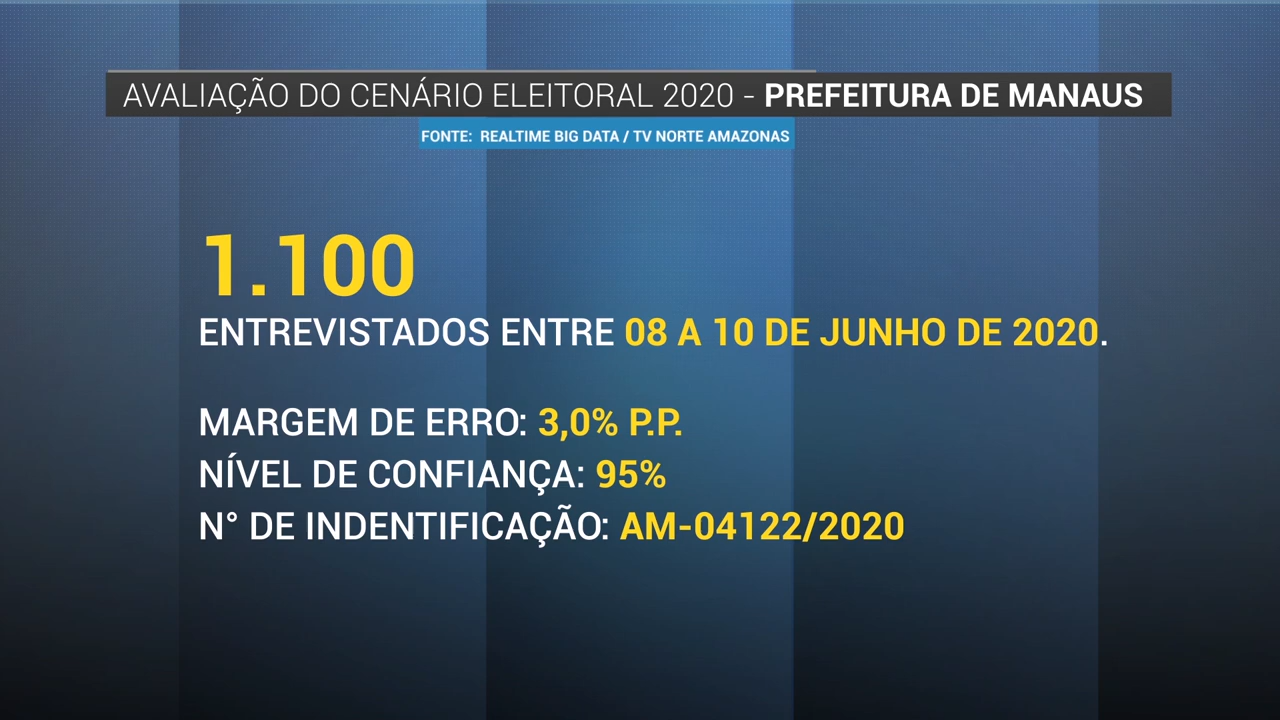 AVALIAÇÃO DO CENÁRIO ELEITORAL 2020 - PREFEITURA DE MANAUS
FONTE: REALTIME BIG DATA / TV NORTE AMAZONAS
1.100
ENTREVISTADOS ENTRE 08 A 10 DE JUNHO DE 2020.
MARGEM DE ERRO: 3,0% P.P.
NÍVEL DE CONFIANÇA: 95%
N° DE INDENTIFICAÇÃO: AM-04122/2020